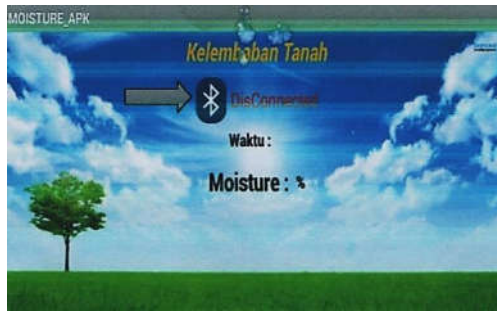 MOISTURE_APK
Kelembaban Tanah
DisConnected
Waktu :
Moisture : %